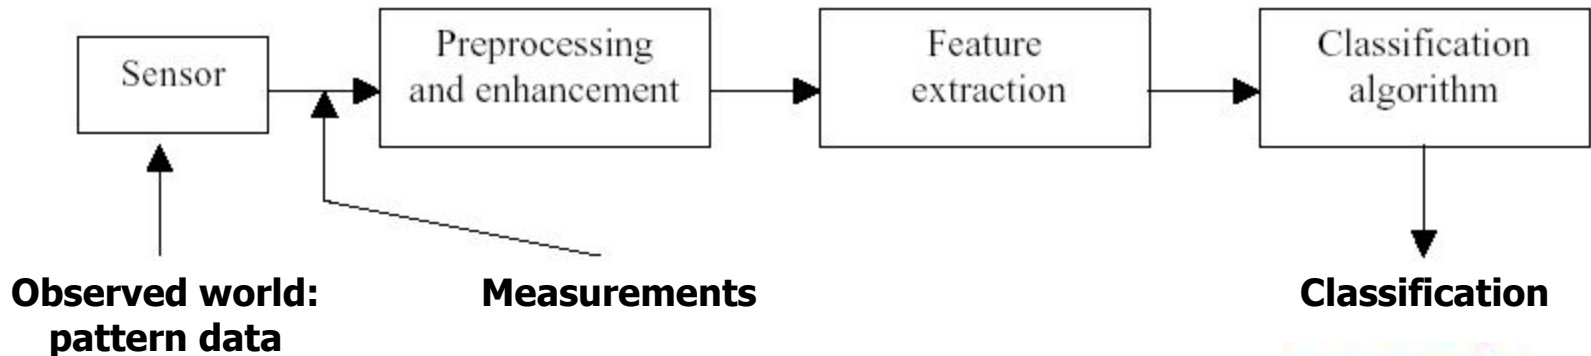 Sensor
Preprocessing
and enhancement
Feature
extraction
Classification
algorithm
Observed world:
pattern data
Measurements
Classification